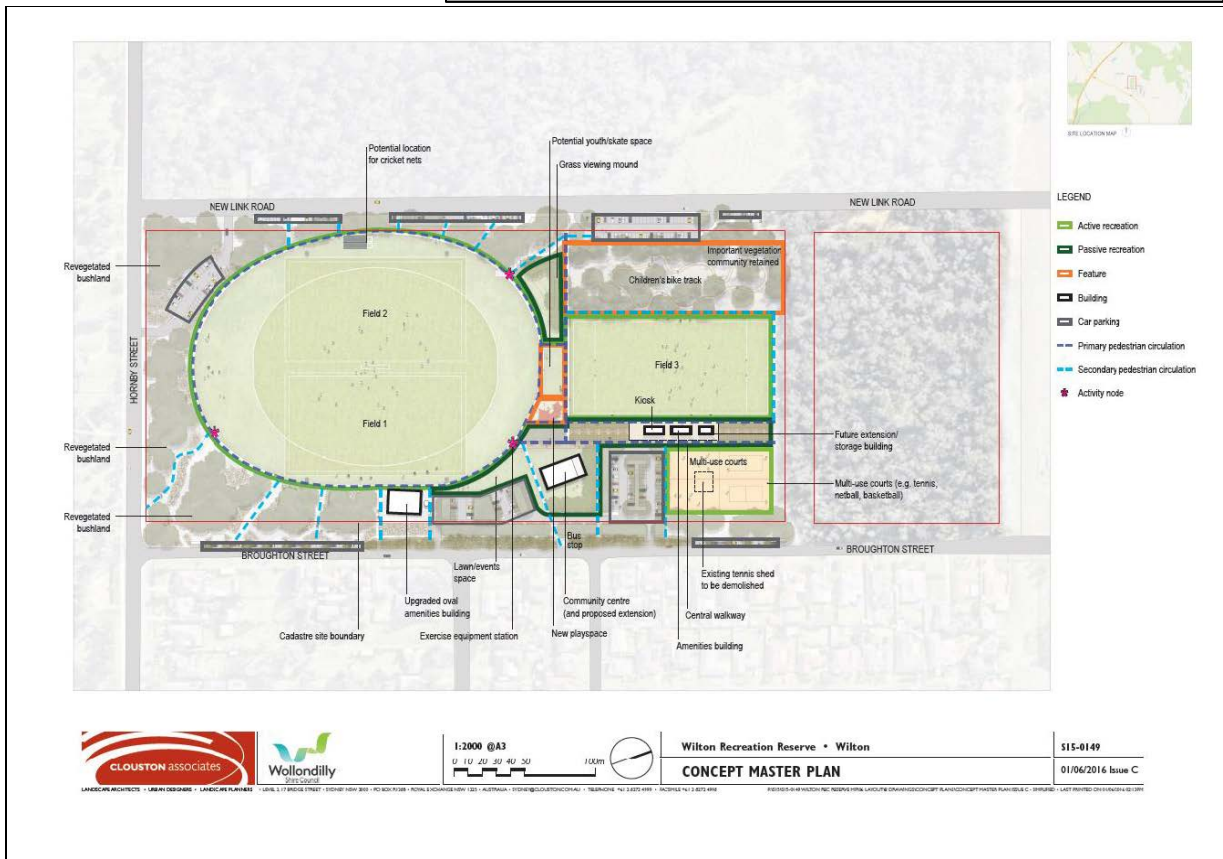 SITE LOCATION MAP
Potential youth/skate space
Potential location
for cricket nets
Grass viewing mound
NEW LINK ROAD
NEW LINK ROAD
LEGEND
Active recreation
Passive recreation
Feature
Building
Car parking
Primary pedestrian circulation
Secondary pedestrian circulation
Activity node
Revegetated
bushland
Important vegetation
community retained
Children's bike track
Field 2
HORNBY STREET
Field 3
Kiosk
Field 1
Future extension/
storage building
Revegetated
bushland
Multi-use courts
Multi-use courts (e.g. tennis,
netball, basketball)
Revegetated
bushland
Bus
stop
BROUGHTON STREET
BROUGHTON STREET
Lawn/events
space
Existing tennis shed
to be demolished
Upgraded oval
amenities building
Community centre
(and proposed extension)
Central walkway
Cadastre site boundary
Exercise equipment station
New playspace
Amenities building
CLOUSTON associates
Wollondilly
Shire Council
1:2000 @A3
0 10 20 30 40 50 100m
Wilton Recreation Reserve • Wilton
CONCEPT MASTER PLAN
S15-0149
01/06/2016 Issue C
LANDSCAPE ARCHITECTS • URBAN DESIGNERS • LANDSCAPE PLANNERS